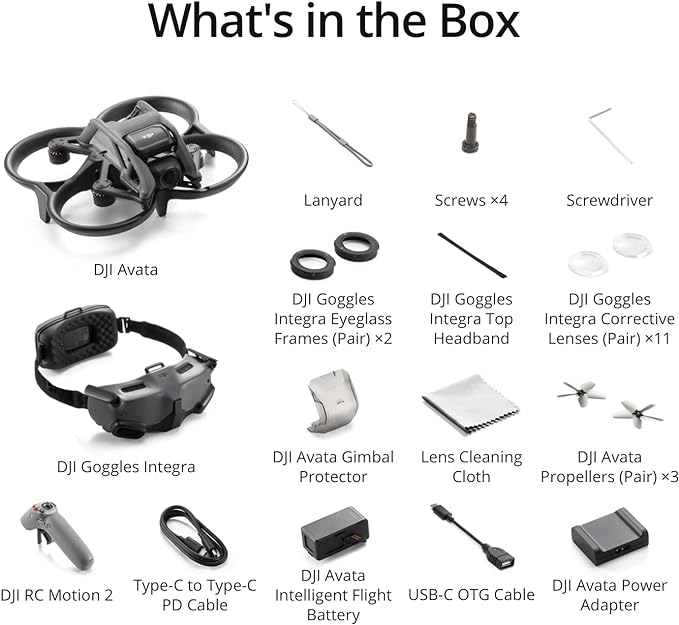 What's in the Box
Lanyard
Screws ×4
Screwdriver
DJI Avata
DJI Goggles
Integra Eyeglass
Frames (Pair) ×2
DJI Goggles
Integra Top
Headband
DJI Goggles
Integra Corrective
Lenses (Pair) ×11
DJI Goggles Integra
DJI Avata Gimbal
Protector
Lens Cleaning
Cloth
DJI Avata
Propellers (Pair) ×3
DJI RC Motion 2
Type-C to Type-C
PD Cable
DJI Avata
Intelligent Flight
Battery
USB-C OTG Cable
DJI Avata Power
Adapter